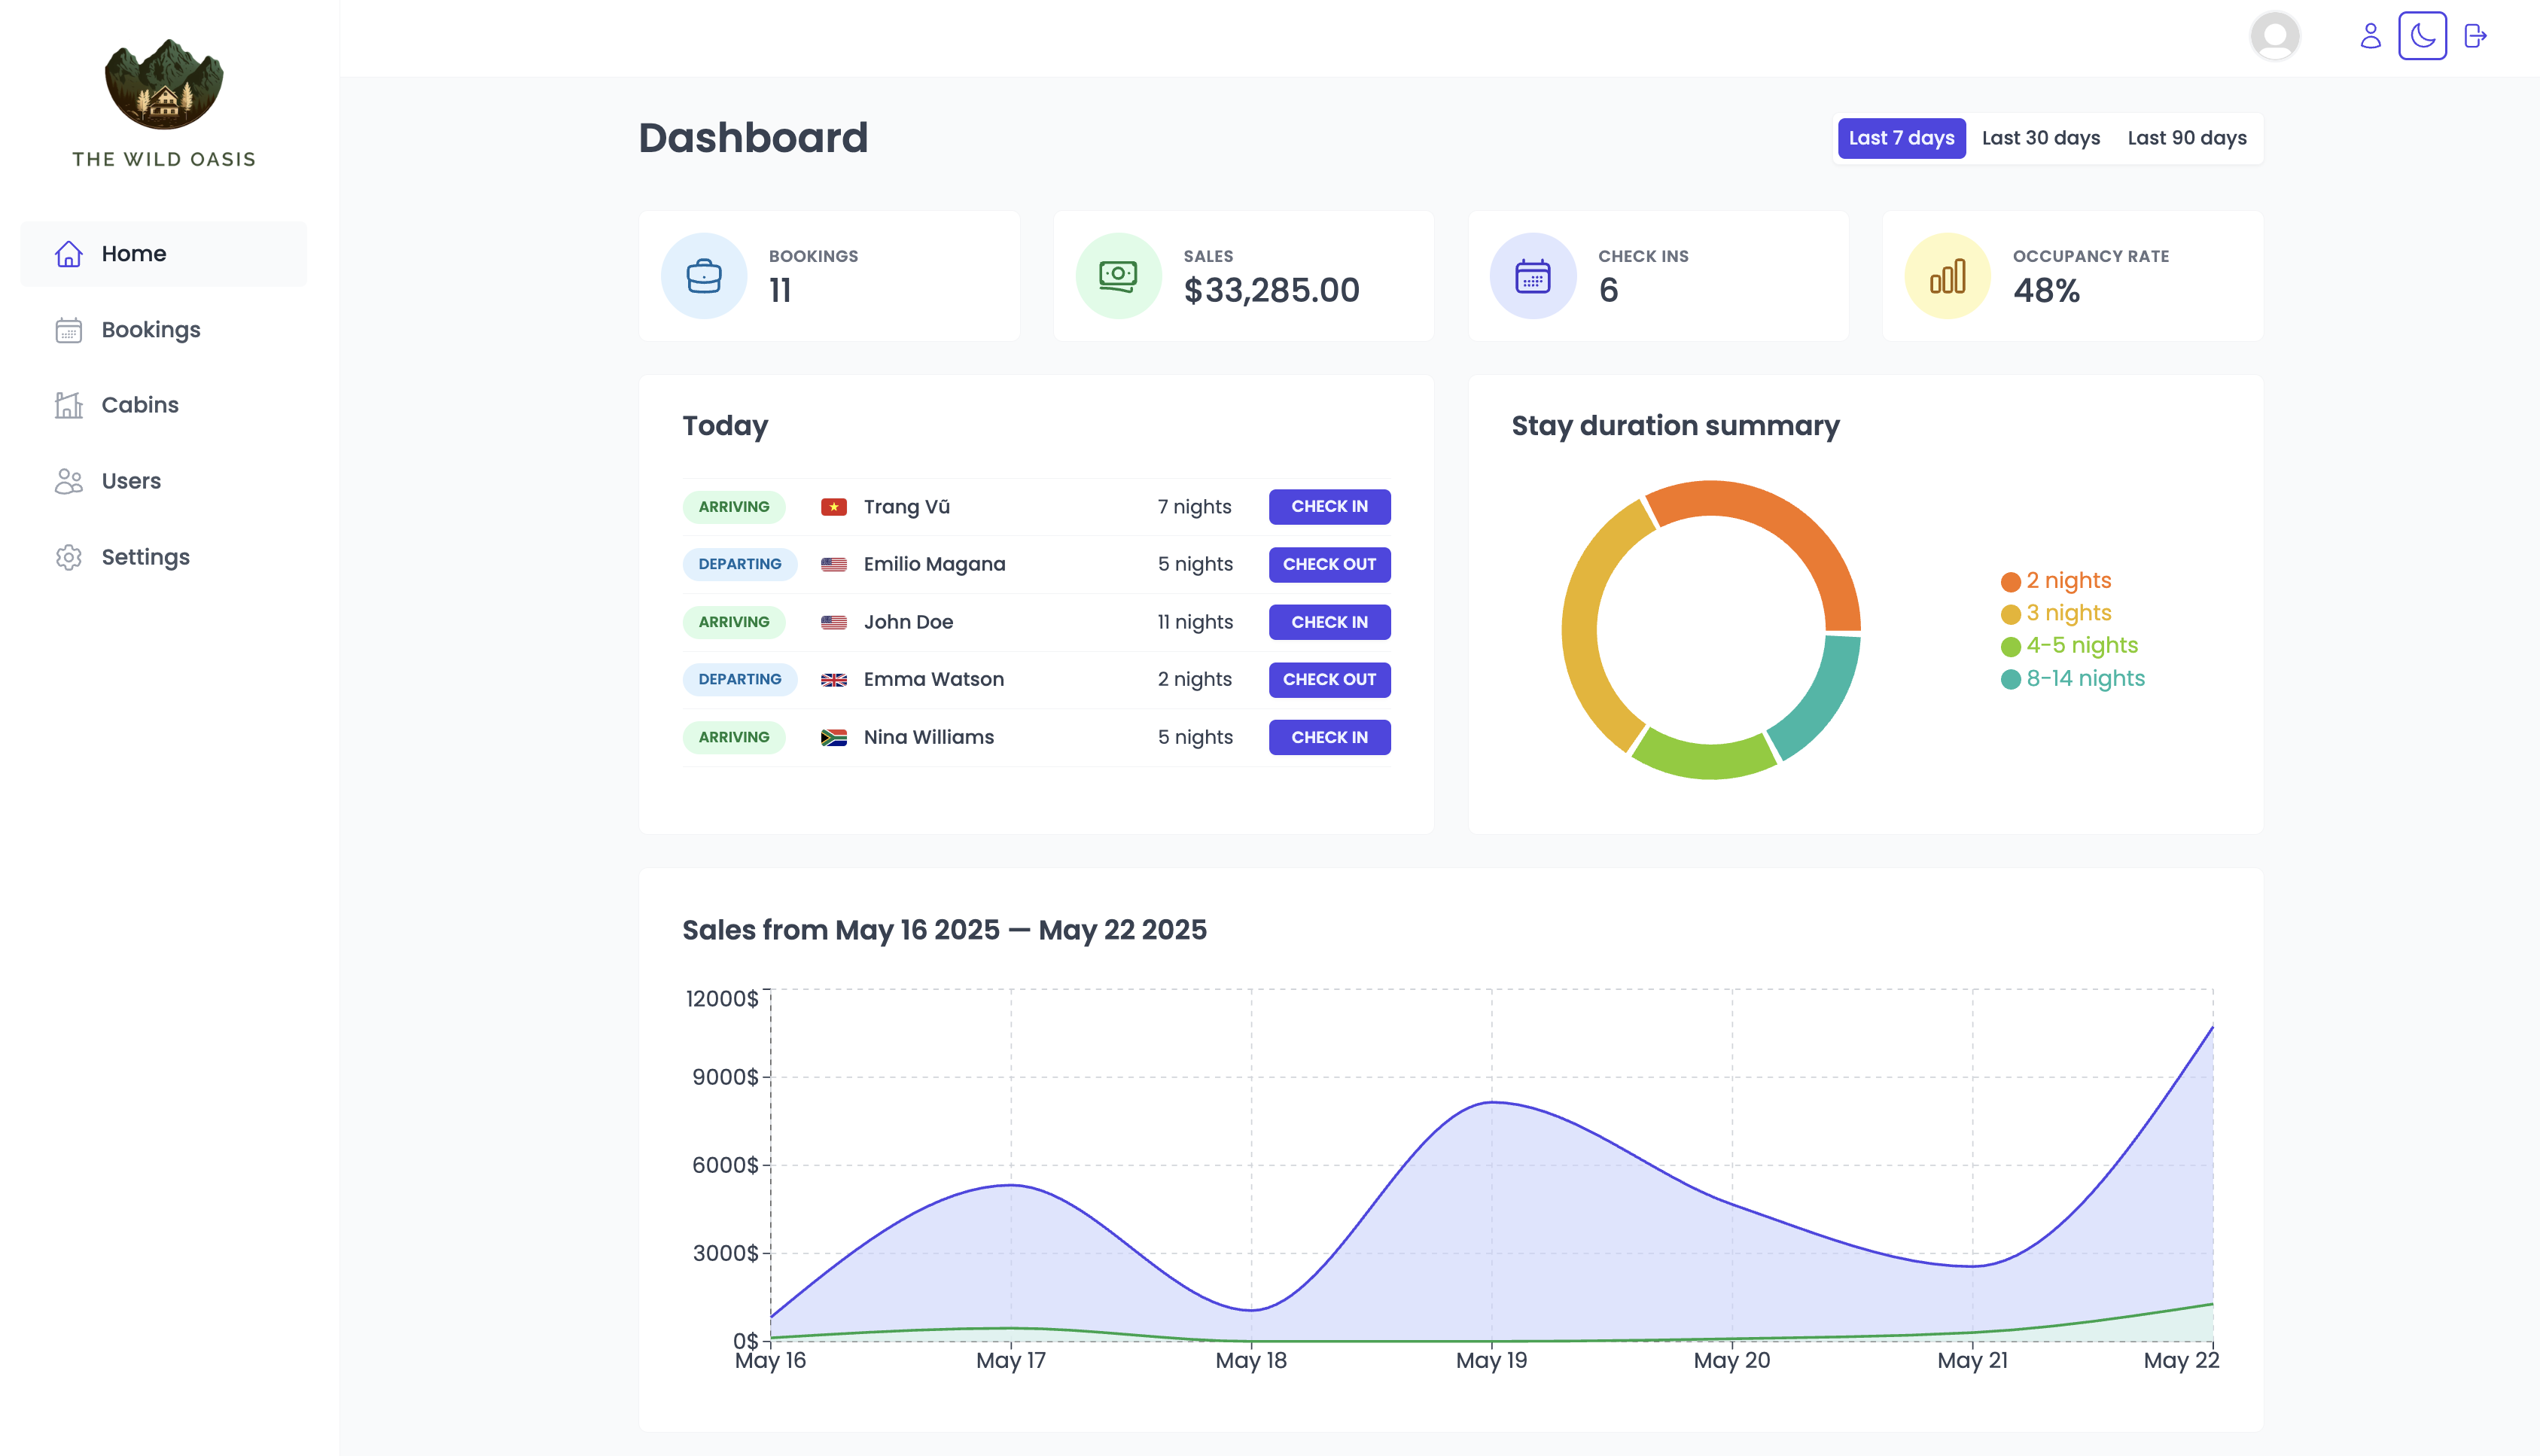 THE WILD OASIS
Home
Bookings
Cabins
Users
Settings
Dashboard
Last 7 days Last 30 days Last 90 days
BOOKINGS
11
SALES
$33,285.00
CHECK INS
6
OCCUPANCY RATE
48%
Today
ARRIVING Trang Vũ 7 nights CHECK IN
DEPARTING Emilio Magana 5 nights CHECK OUT
ARRIVING John Doe 11 nights CHECK IN
DEPARTING Emma Watson 2 nights CHECK OUT
ARRIVING Nina Williams 5 nights CHECK IN
Stay duration summary
2 nights
3 nights
4-5 nights
8-14 nights
Sales from May 16 2025 — May 22 2025
12000$
9000$
6000$
3000$
0$
May 16 May 17 May 18 May 19 May 20 May 21 May 22